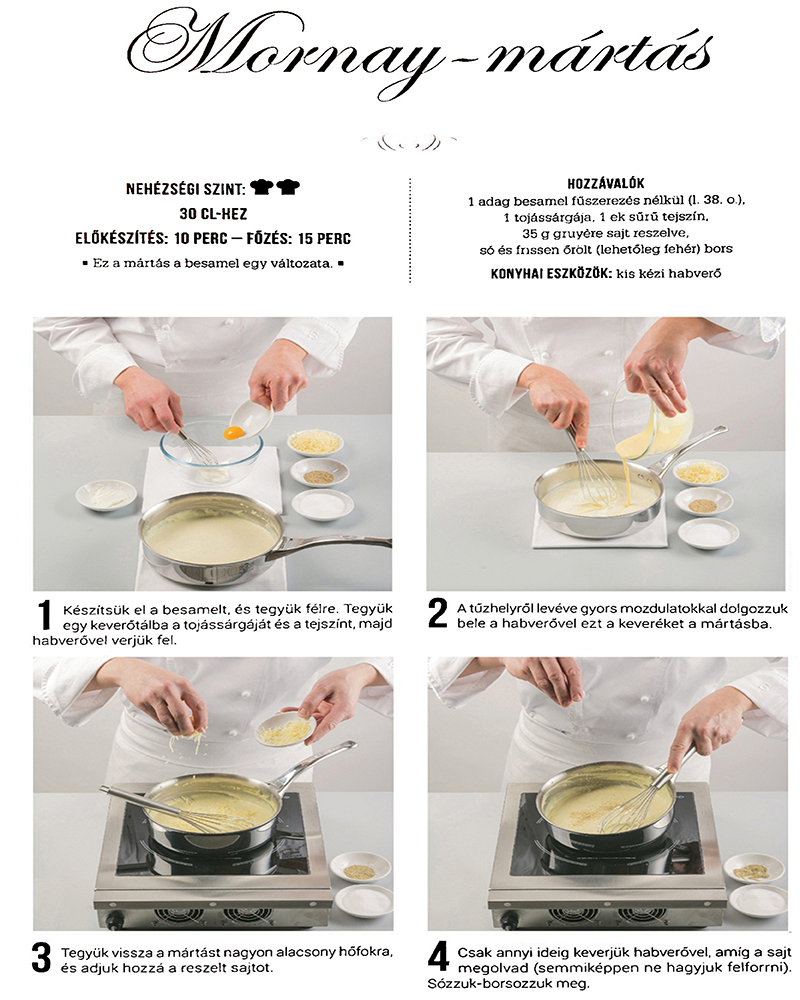 Mornay-mártás
NEHÉZSÉGI SZINT:
30 CL-HEZ
ELŐKÉSZÍTÉS: 10 PERC – FŐZÉS: 15 PERC
▪ Ez a mártás a besamel egy változata. ▪
HOZZÁVALÓK
1 adag besamel fűszerezés nélkül (l. 38. o.),
1 tojássárgája, 1 ek sűrű tejszín,
35 g gruyère sajt reszelve,
só és frissen őrölt (lehetőleg fehér) bors
KONYHAI ESZKÖZÖK: kis kézi habverő
1 Készítsük el a besamelt, és tegyük félre. Tegyük
egy keverőtálba a tojássárgáját és a tejszínt, majd
habverővel verjük fel.
2 A tűzhelyről levéve gyors mozdulatokkal dolgozzuk
bele a habverővel ezt a keveréket a mártásba.
3 Tegyük vissza a mártást nagyon alacsony hőfokra,
és adjuk hozzá a reszelt sajtot.
4 Csak annyi ideig keverjük habverővel, amíg a sajt
megolvad (semmiképpen ne hagyjuk felforrni).
Sózzuk-borsozzuk meg.